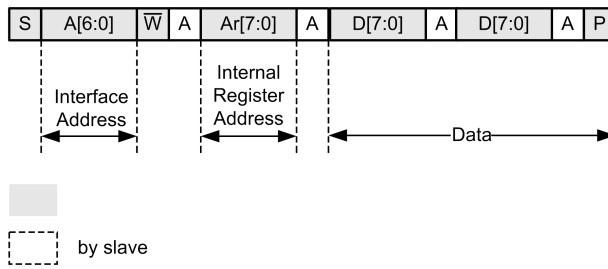 S A[6:0] W̅ A Ar[7:0] A D[7:0] A D[7:0] A P
Interface
Address
Internal
Register
Address
Data
by slave